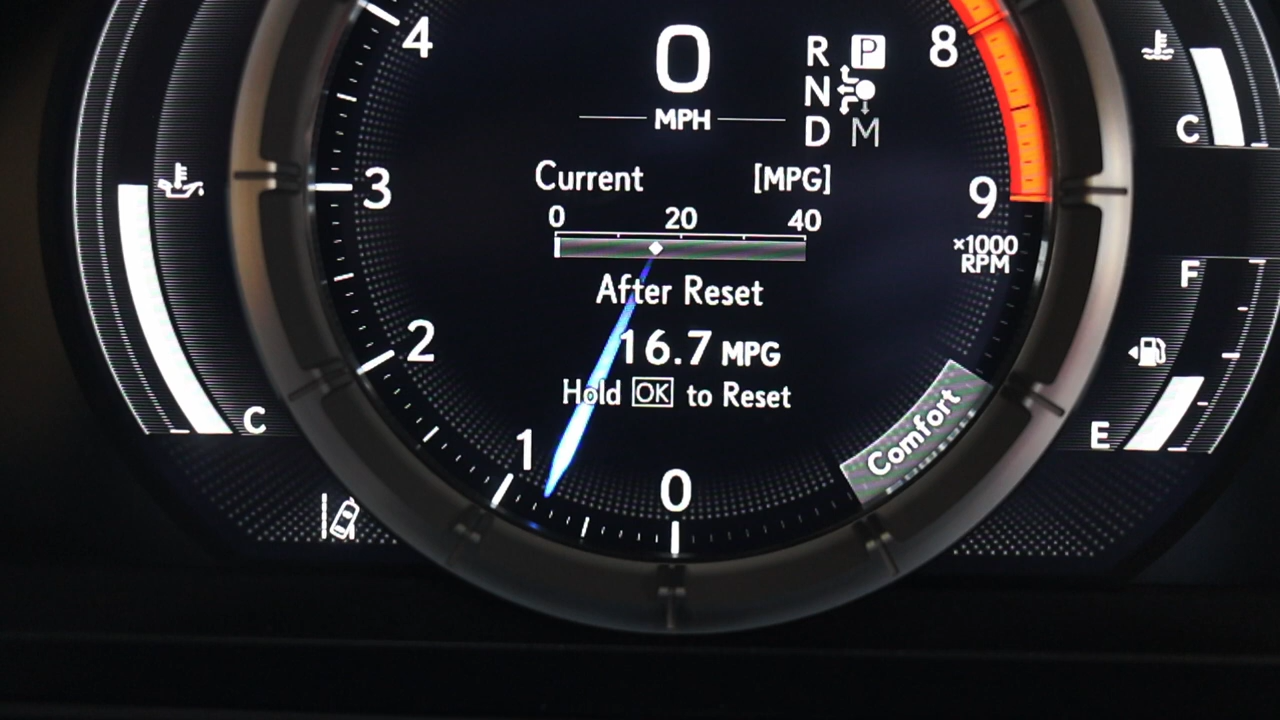 4
0
R P
8
N
MPH
D M
C
3
Current [MPG]
9
0 20 40
×1000
RPM
F
After Reset
2
16.7 MPG
Hold OK to Reset
Comfort
C
E
1
0